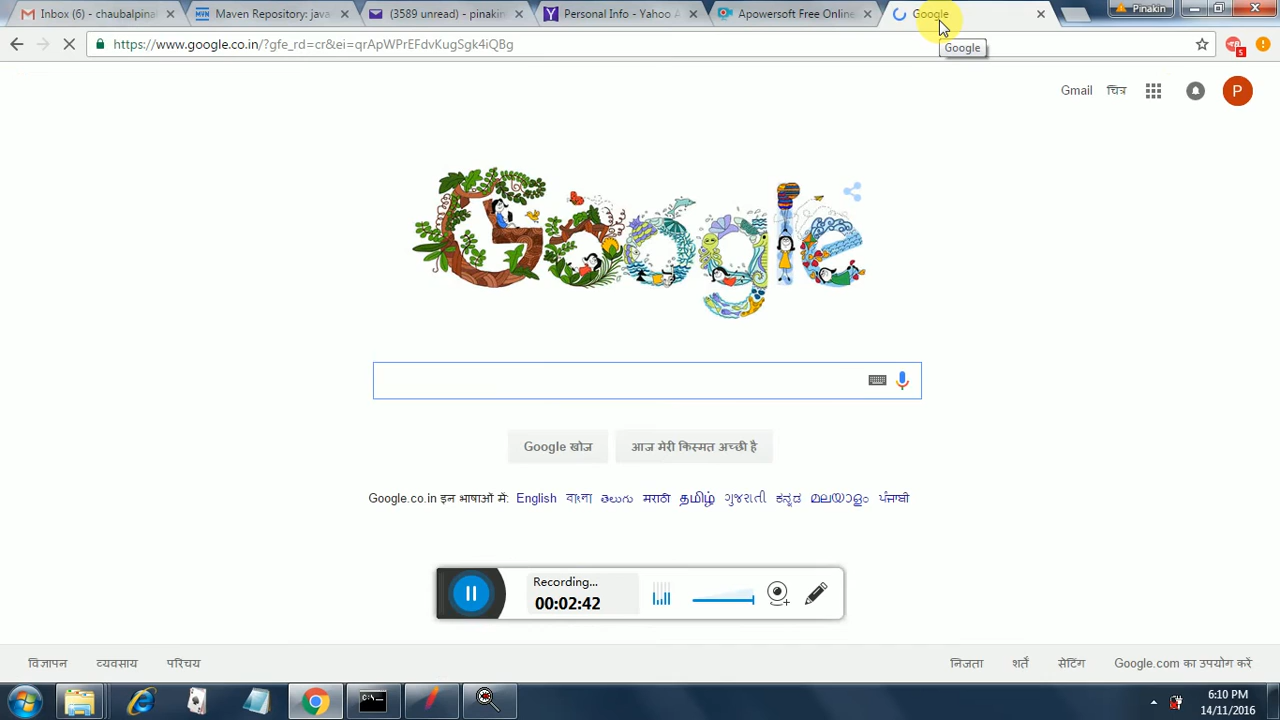 Inbox (6) - chaubalpina
Maven Repository: java
(3589 unread) - pinakin
Personal Info - Yahoo A
Apowersoft Free Online
Google
Pinakin
https://www.google.com/?gfe_rd=cr&ei=qrApWPrEFdvKugSgk4iQBg
Google
5
Gmail
चित्र
P
Google
Google खोज
आज मेरी किस्मत अच्छी है
Google.co.in इन भाषाओं में: English বাংলা తెలుగు मराठी தமிழ் ગુજરાતી ಕನ್ನಡ മലയാളം ਪੰਜਾਬੀ
Recording...
00:02:42
विज्ञापन व्यवसाय परिचय
निजता शर्तें सेटिंग Google.com का उपयोग करें
6:10 PM
14/11/2016